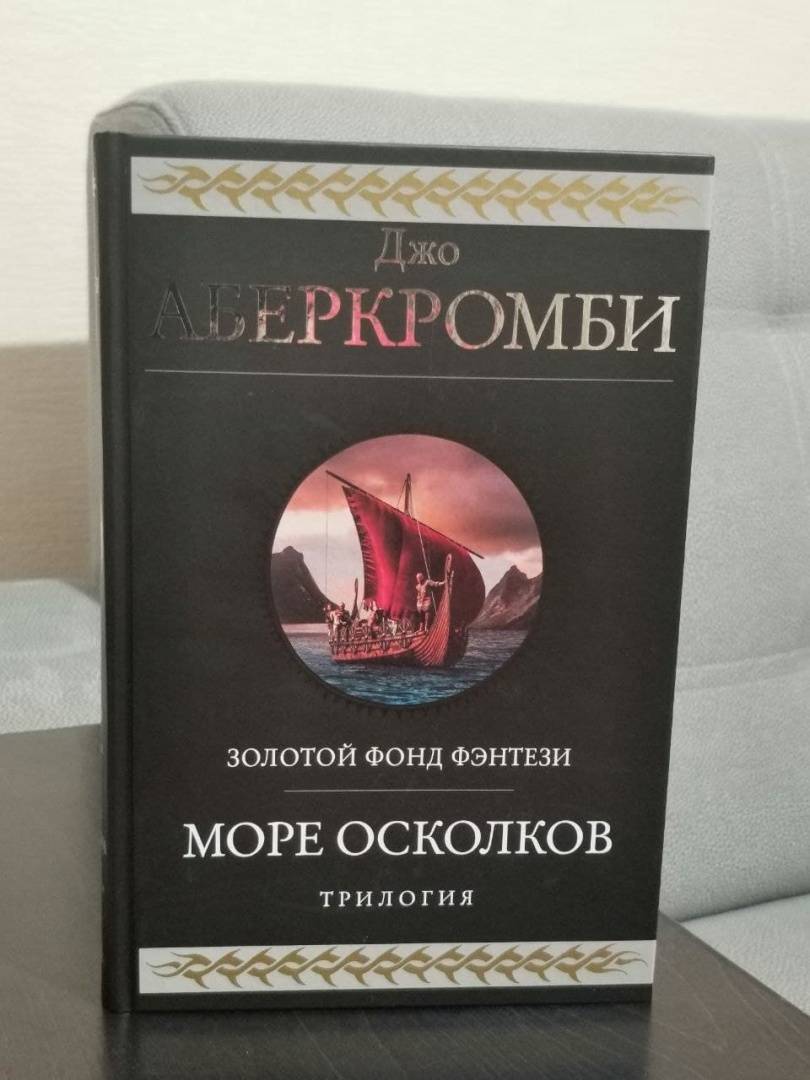 Джо
АБЕРКРОМБИ
ЗОЛОТОЙ ФОНД ФЭНТЕЗИ
МОРЕ ОСКОЛКОВ
ТРИЛОГИЯ